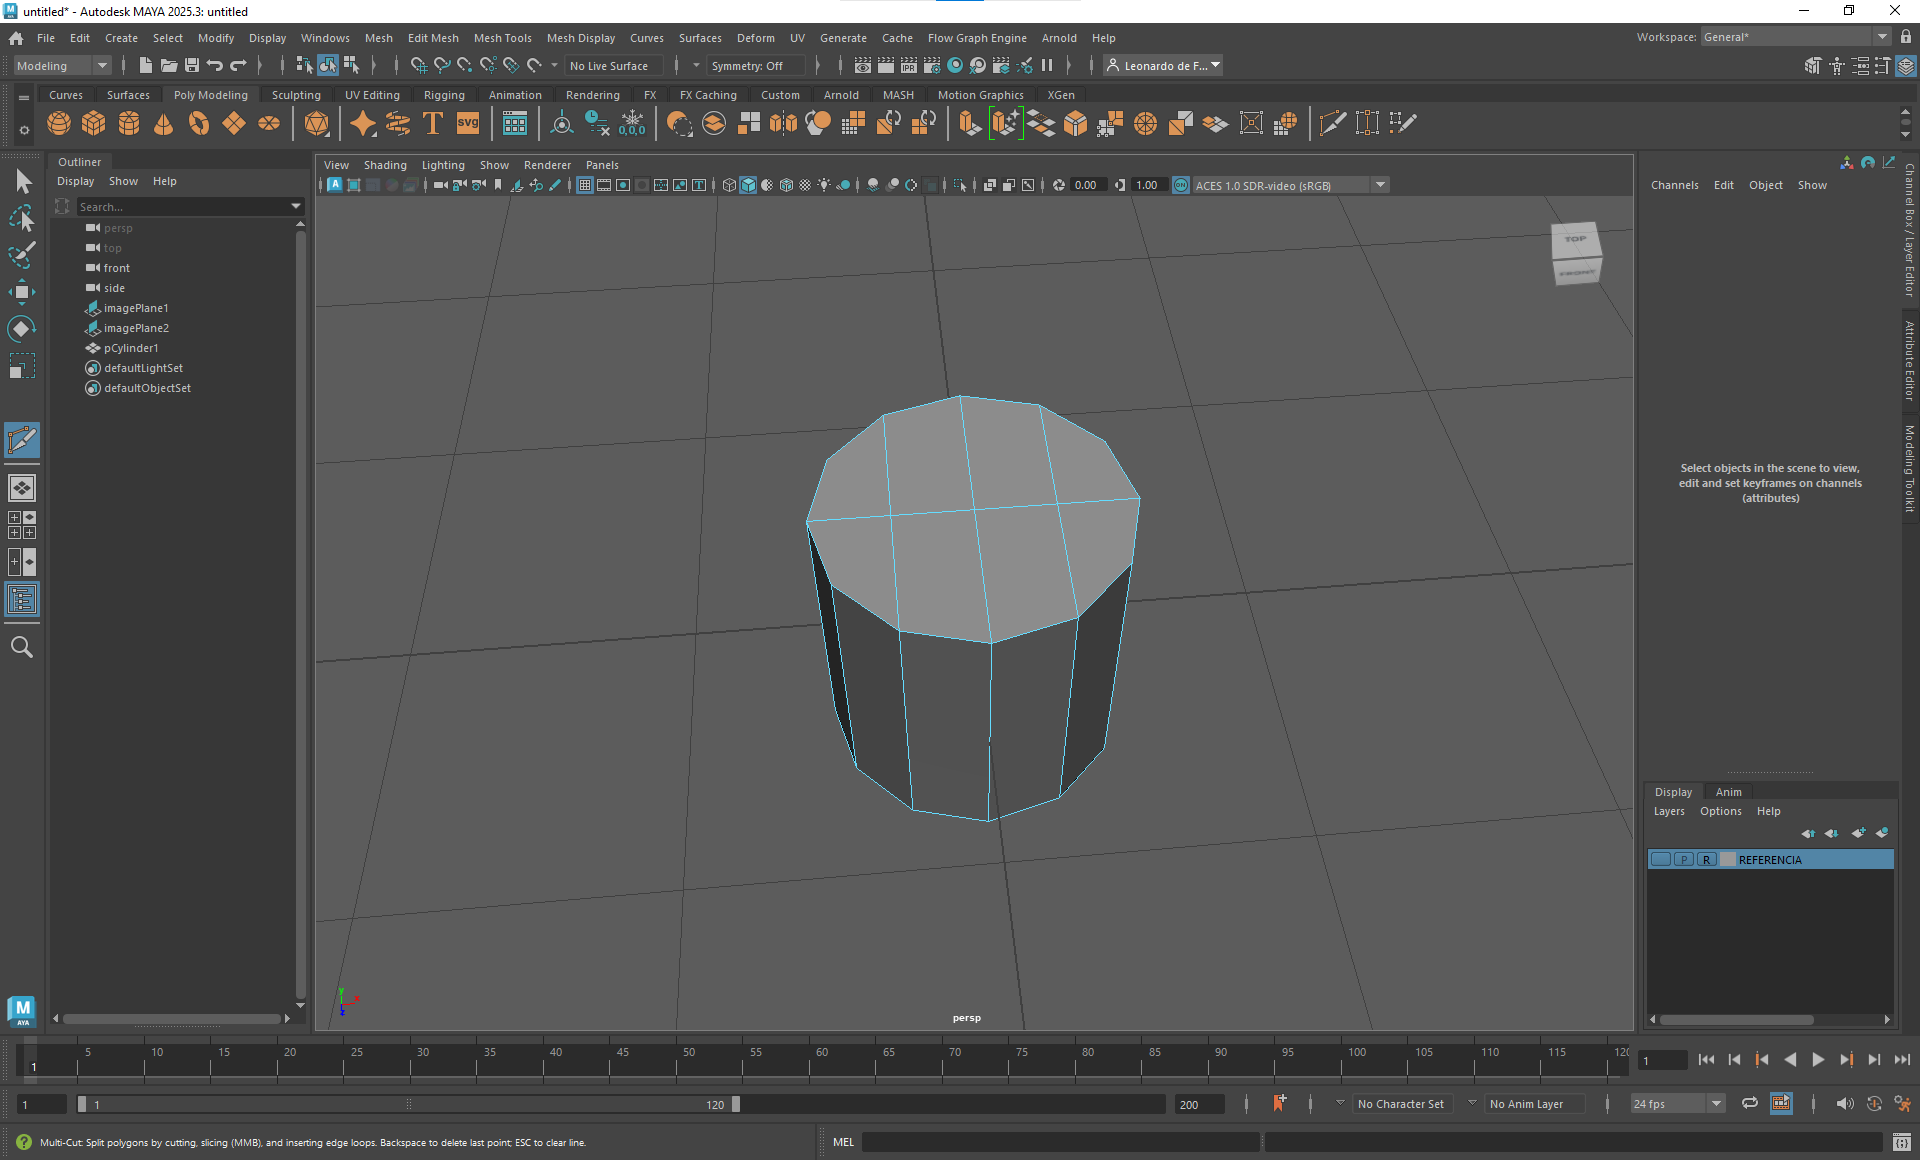 untitled* - Autodesk MAYA 2025.3: untitled
File Edit Create Select Modify Display Windows Mesh Edit Mesh Mesh Tools Mesh Display Curves Surfaces Deform UV Generate Cache Flow Graph Engine Arnold Help
Workspace: General*
Modeling
No Live Surface
Symmetry: Off
IPR
Leonardo de F...
Curves Surfaces Poly Modeling Sculpting UV Editing Rigging Animation Rendering FX FX Caching Custom Arnold MASH Motion Graphics XGen
T SVG 0,0,0
Outliner
Display Show Help
Search...
persp
top
front
side
imagePlane1
imagePlane2
pCylinder1
defaultLightSet
defaultObjectSet
View Shading Lighting Show Renderer Panels
0.00 1.00 ON ACES 1.0 SDR-video (sRGB)
TOP
FRONT
y
x
z
persp
Channels Edit Object Show
Select objects in the scene to view,
edit and set keyframes on channels
(attributes)
Channel Box / Layer Editor
Attribute Editor
Modeling Toolkit
Display Anim
Layers Options Help
P R REFERENCIA
M
AYA
5 10 15 20 25 30 35 40 45 50 55 60 65 70 75 80 85 90 95 100 105 110 115 120
1
1
1 1 120 200
No Character Set
No Anim Layer
24 fps
Multi-Cut: Split polygons by cutting, slicing (MMB), and inserting edge loops. Backspace to delete last point; ESC to clear line.
MEL